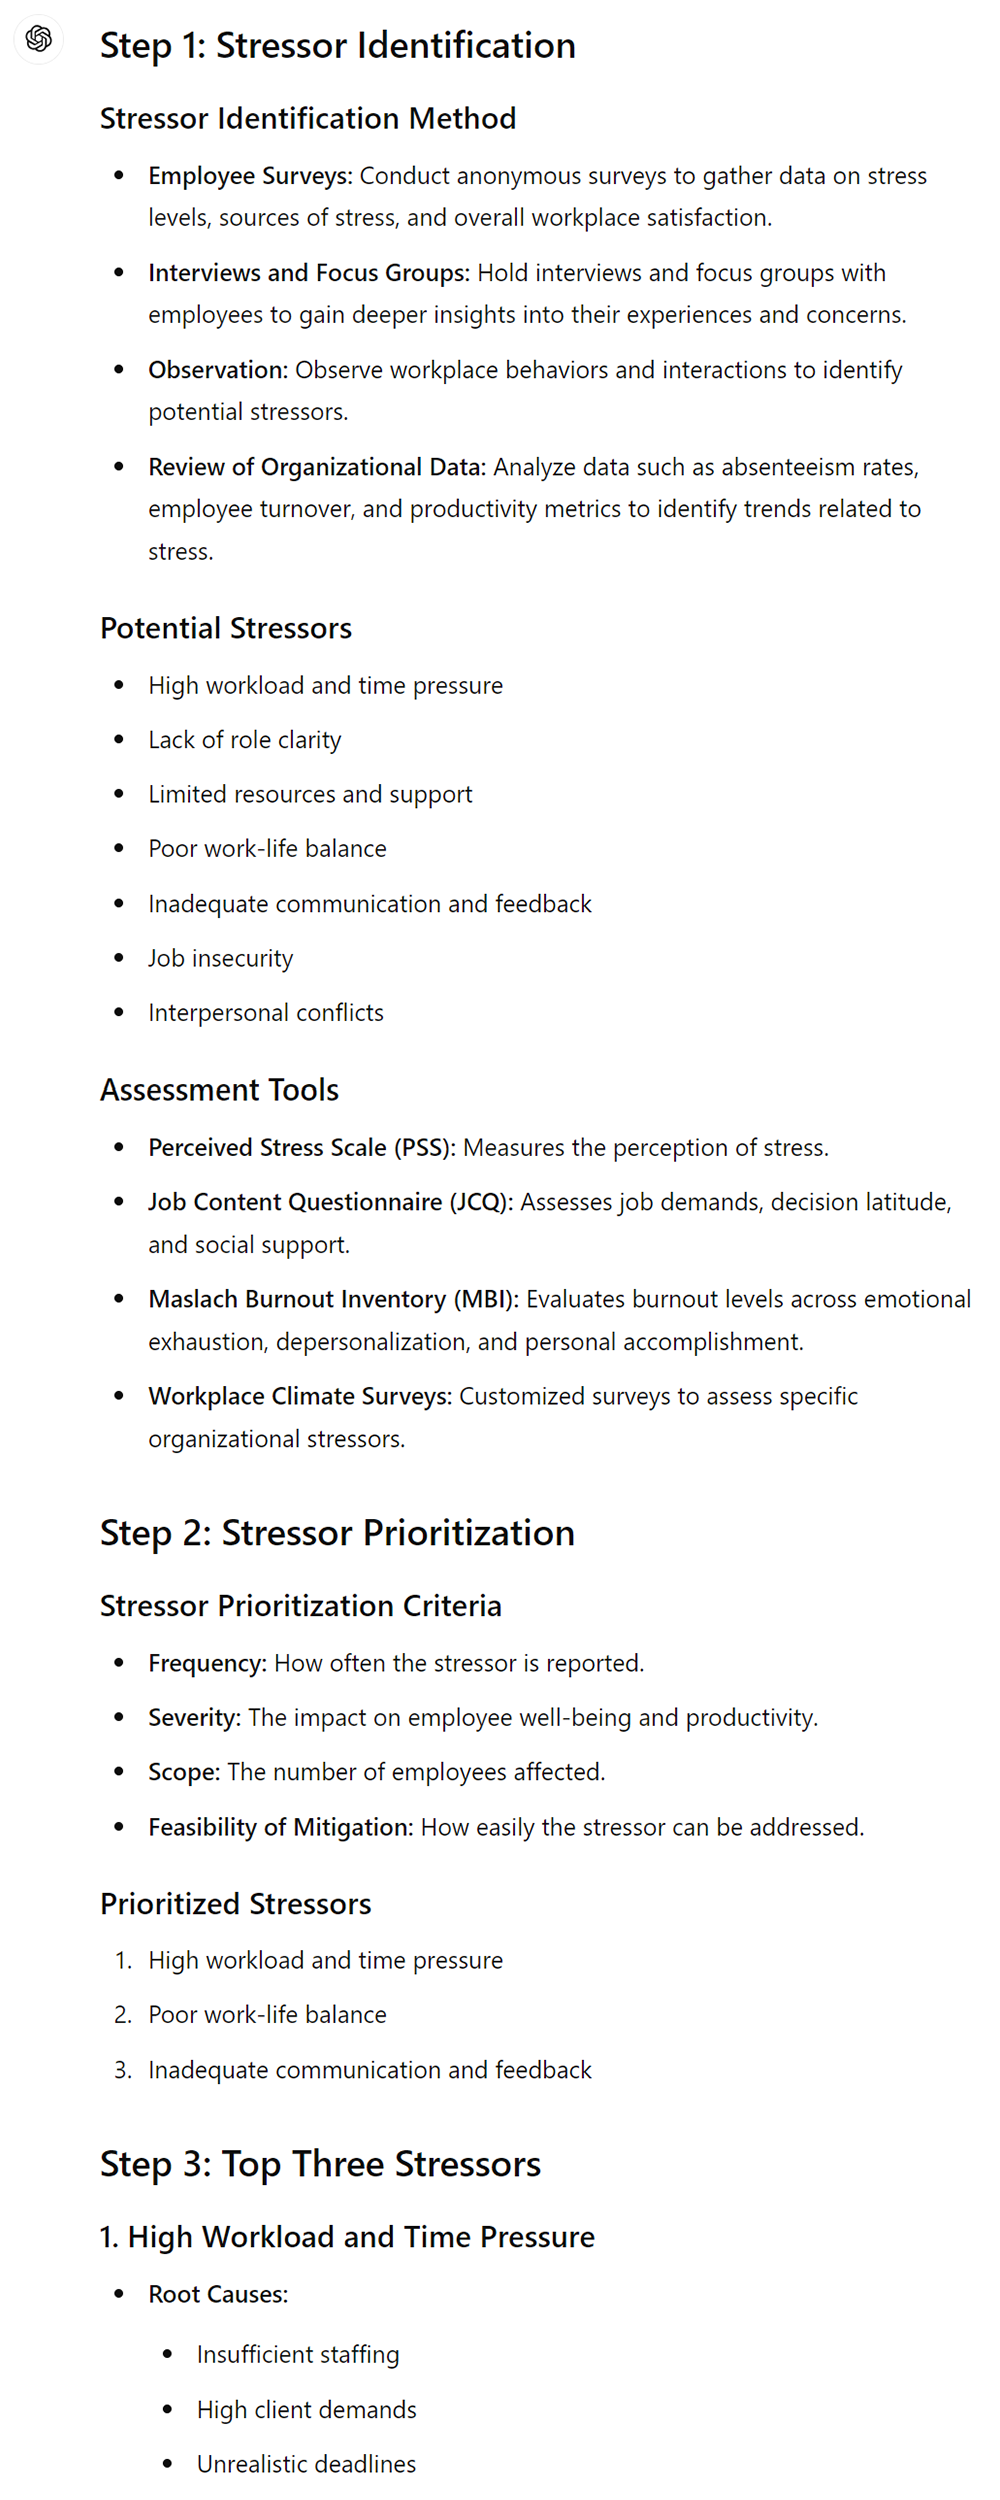 Step 1: Stressor Identification
Stressor Identification Method
• Employee Surveys: Conduct anonymous surveys to gather data on stress
levels, sources of stress, and overall workplace satisfaction.
• Interviews and Focus Groups: Hold interviews and focus groups with
employees to gain deeper insights into their experiences and concerns.
• Observation: Observe workplace behaviors and interactions to identify
potential stressors.
• Review of Organizational Data: Analyze data such as absenteeism rates,
employee turnover, and productivity metrics to identify trends related to
stress.
Potential Stressors
• High workload and time pressure
• Lack of role clarity
• Limited resources and support
• Poor work-life balance
• Inadequate communication and feedback
• Job insecurity
• Interpersonal conflicts
Assessment Tools
• Perceived Stress Scale (PSS): Measures the perception of stress.
• Job Content Questionnaire (JCQ): Assesses job demands, decision latitude,
and social support.
• Maslach Burnout Inventory (MBI): Evaluates burnout levels across emotional
exhaustion, depersonalization, and personal accomplishment.
• Workplace Climate Surveys: Customized surveys to assess specific
organizational stressors.
Step 2: Stressor Prioritization
Stressor Prioritization Criteria
• Frequency: How often the stressor is reported.
• Severity: The impact on employee well-being and productivity.
• Scope: The number of employees affected.
• Feasibility of Mitigation: How easily the stressor can be addressed.
Prioritized Stressors
1. High workload and time pressure
2. Poor work-life balance
3. Inadequate communication and feedback
Step 3: Top Three Stressors
1. High Workload and Time Pressure
• Root Causes:
• Insufficient staffing
• High client demands
• Unrealistic deadlines